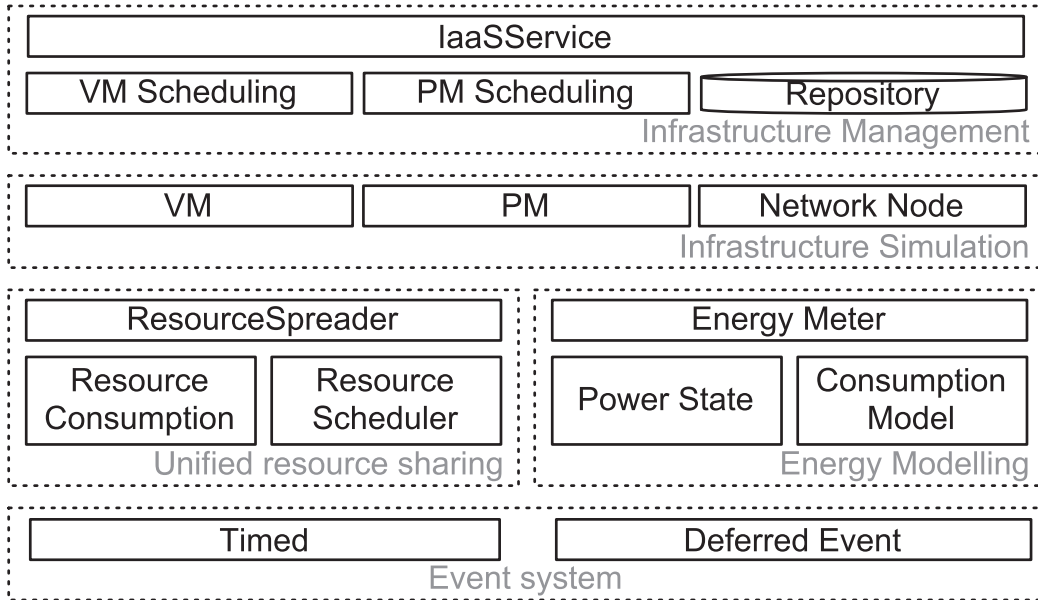 IaaSService
VM Scheduling
PM Scheduling
Repository
Infrastructure Management
VM
PM
Network Node
Infrastructure Simulation
ResourceSpreader
Resource
Consumption
Resource
Scheduler
Unified resource sharing
Energy Meter
Power State
Consumption
Model
Energy Modelling
Timed
Deferred Event
Event system